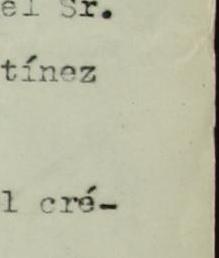 el Sr.
tínez
l cré-